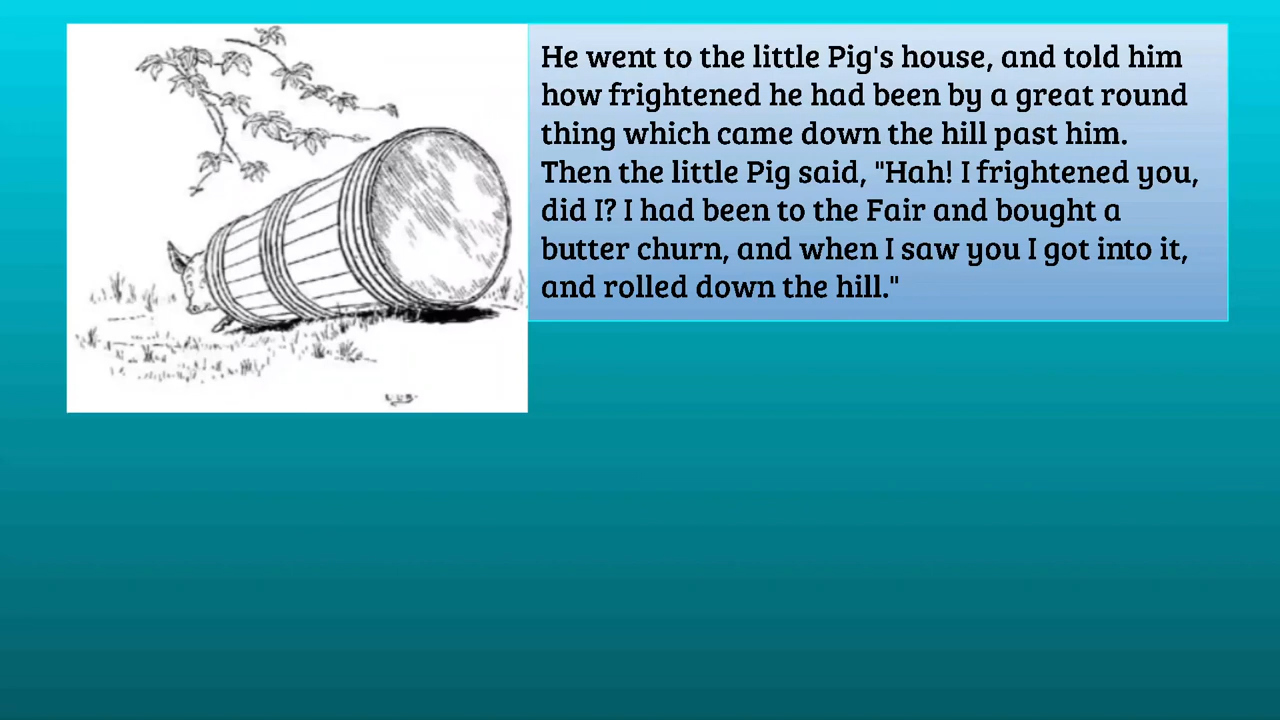 He went to the little Pig's house, and told him
how frightened he had been by a great round
thing which came down the hill past him.
Then the little Pig said, "Hah! I frightened you,
did I? I had been to the Fair and bought a
butter churn, and when I saw you I got into it,
and rolled down the hill."